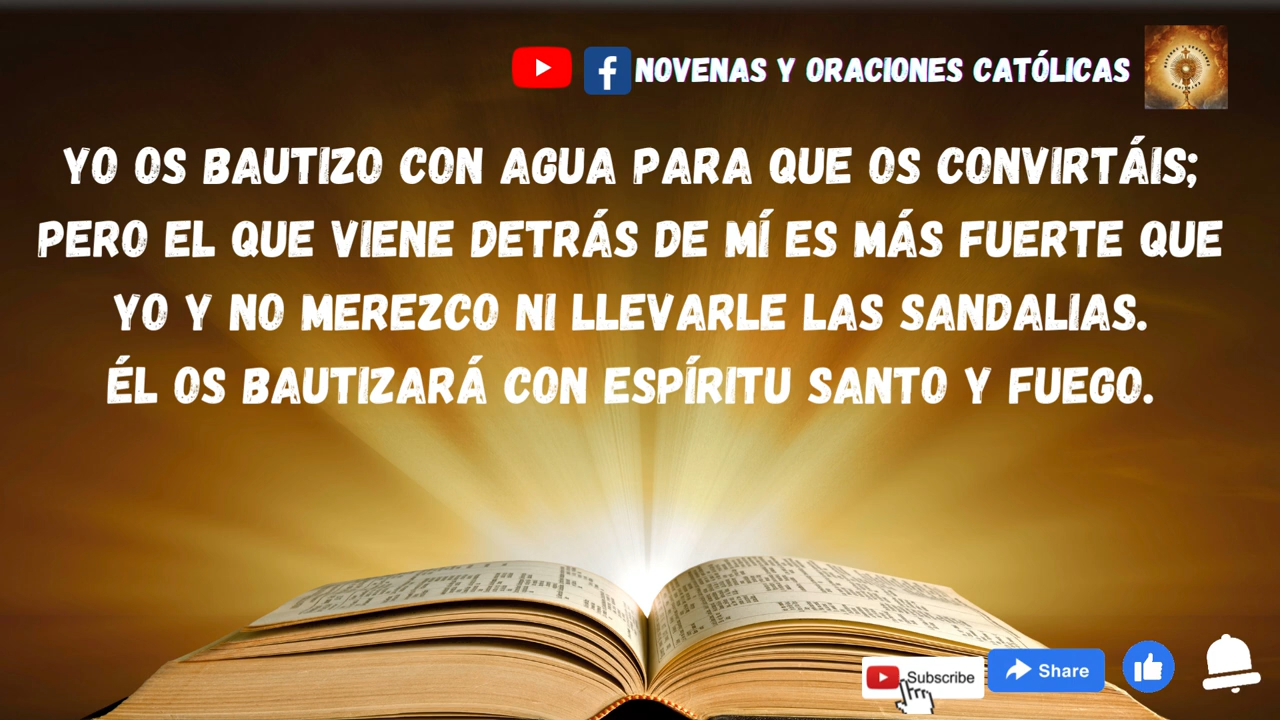 NOVENAS Y ORACIONES CATÓLICAS
YO OS BAUTIZO CON AGUA PARA QUE OS CONVIRTÁIS;
PERO EL QUE VIENE DETRÁS DE MÍ ES MÁS FUERTE QUE
YO Y NO MEREZCO NI LLEVARLE LAS SANDALIAS.
ÉL OS BAUTIZARÁ CON ESPÍRITU SANTO Y FUEGO.
Subscribe
Share